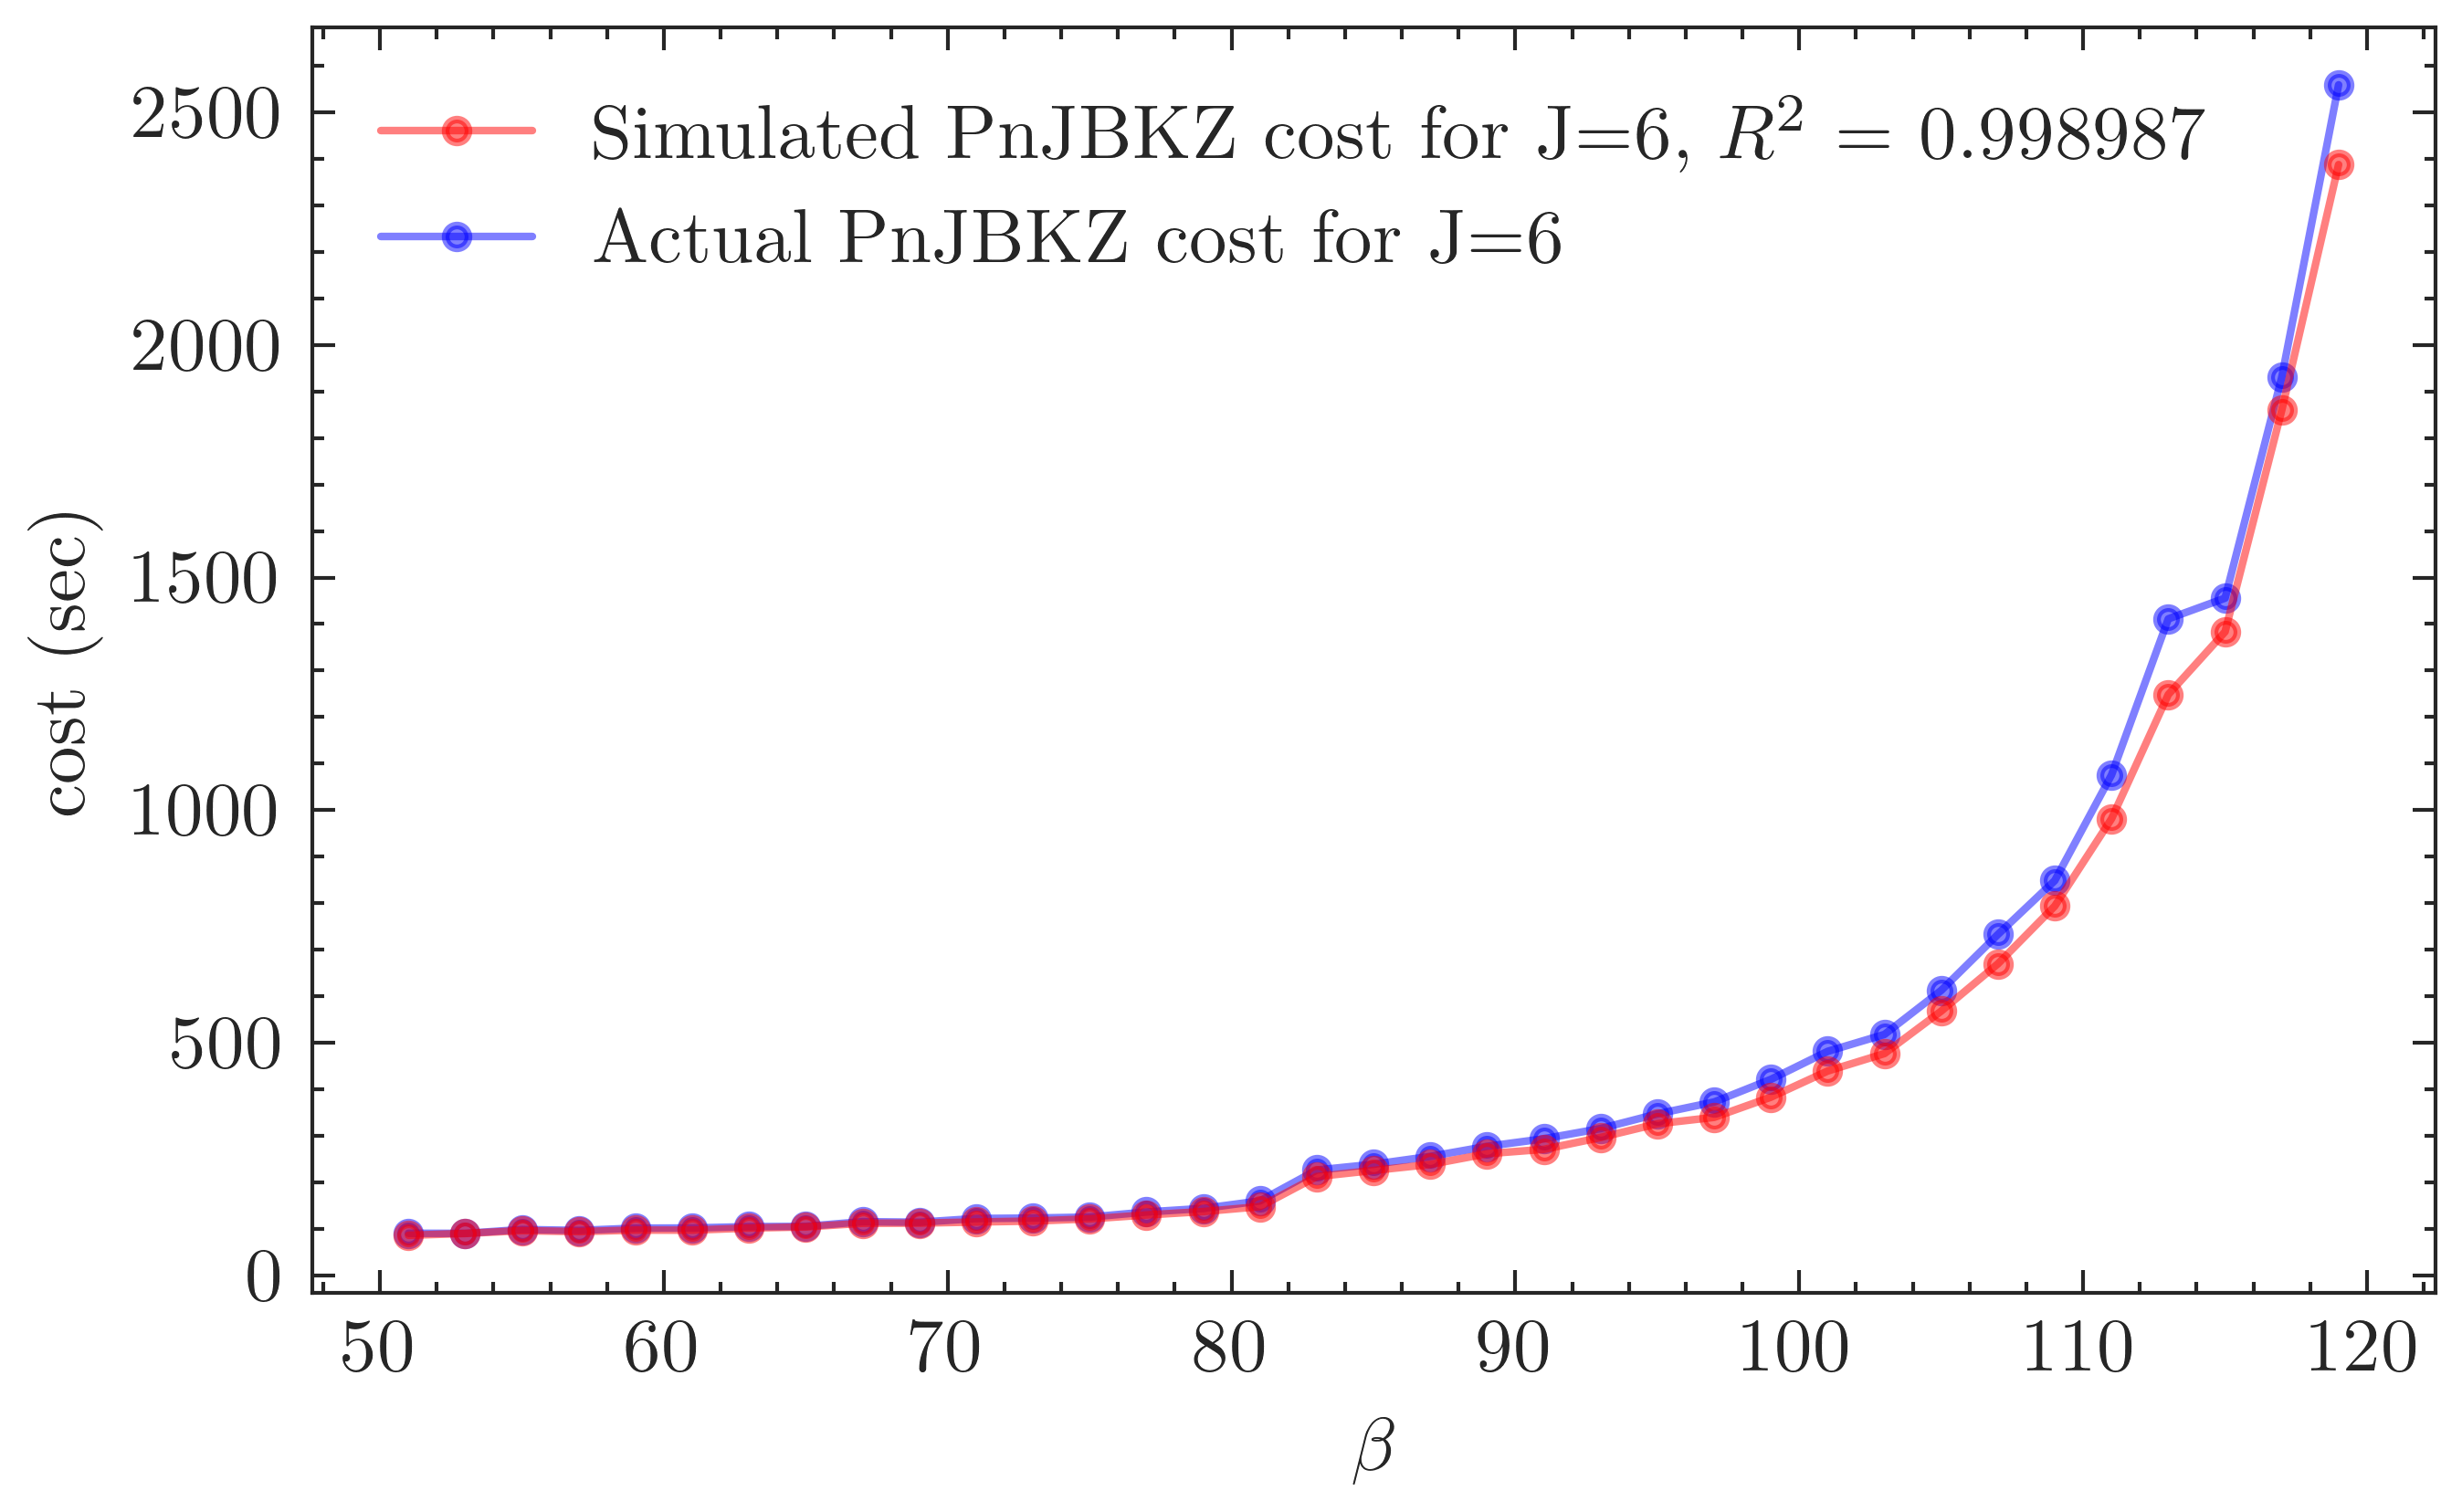 Simulated PnJBKZ cost for J=6, R² = 0.998987
Actual PnJBKZ cost for J=6
cost (sec)
2500
2000
1500
1000
500
0
50 60 70 80 90 100 110 120
β